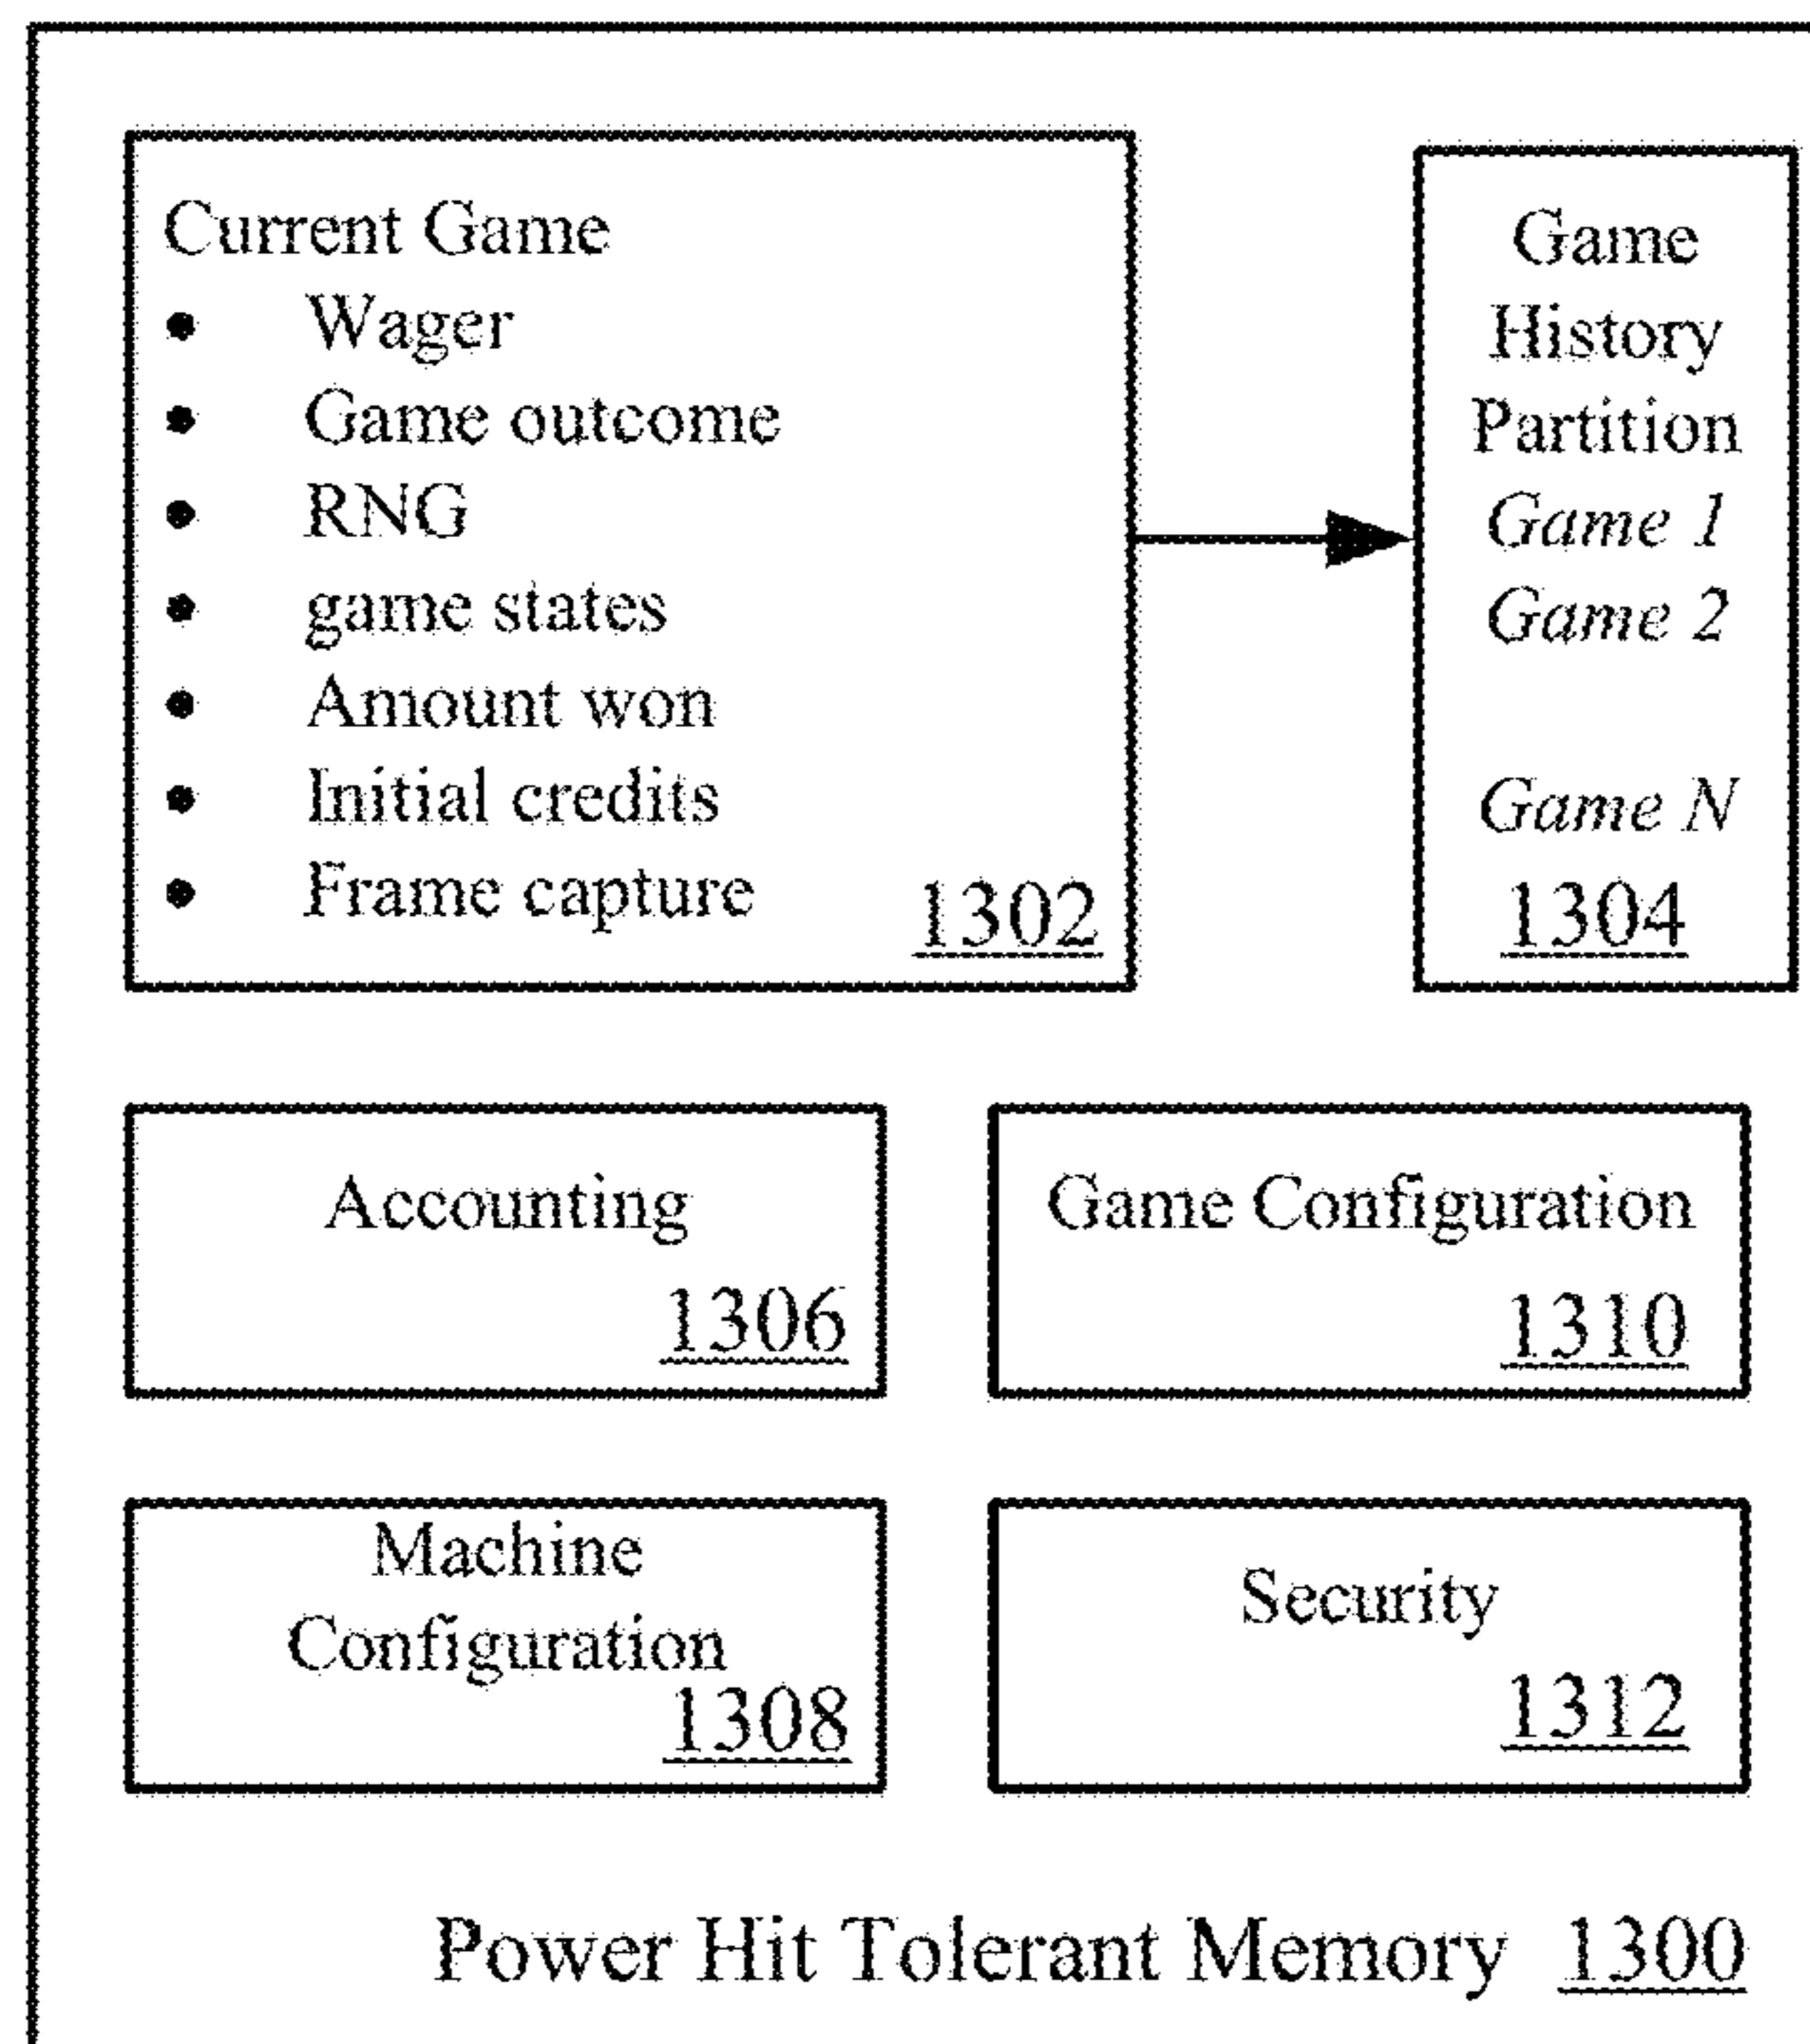 Current Game
• Wager
• Game outcome
• RNG
• game states
• Amount won
• Initial credits
• Frame capture
1302
Game
History
Partition
Game 1
Game 2
Game N
1304
Accounting
1306
Game Configuration
1310
Machine
Configuration
1308
Security
1312
Power Hit Tolerant Memory 1300